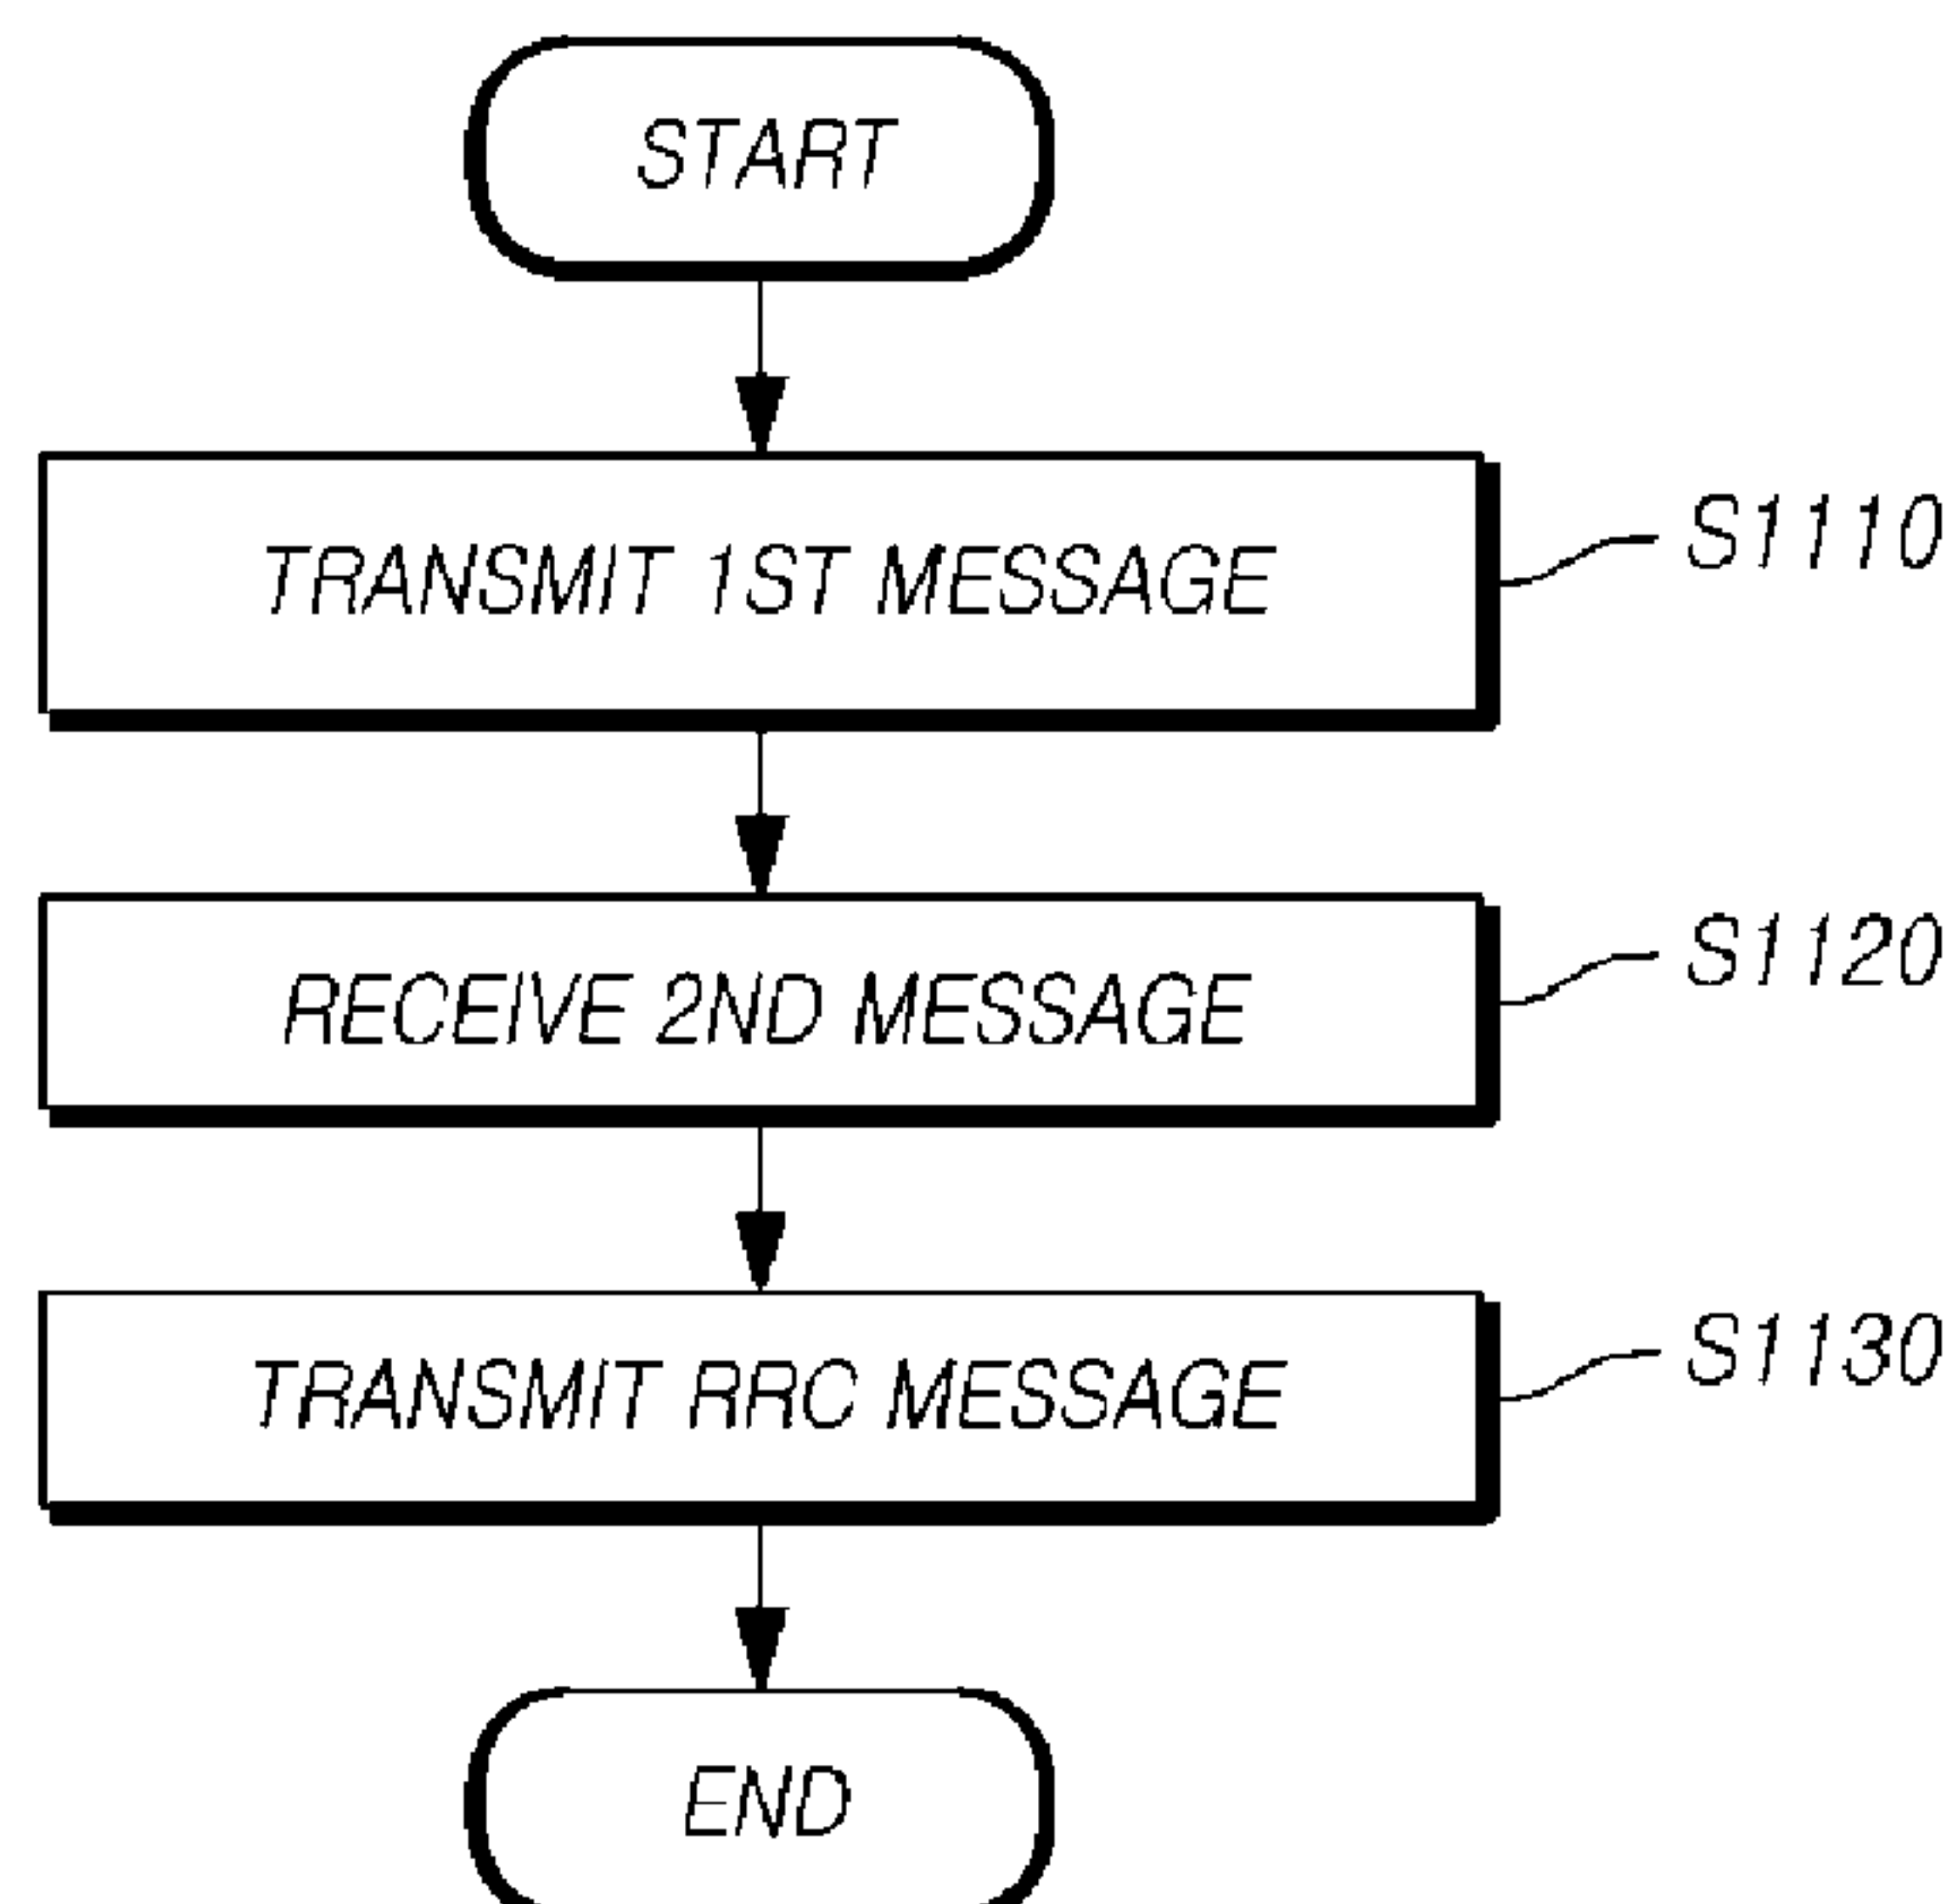 START
TRANSMIT 1ST MESSAGE
S1110
RECEIVE 2ND MESSAGE
S1120
TRANSMIT RRC MESSAGE
S1130
END